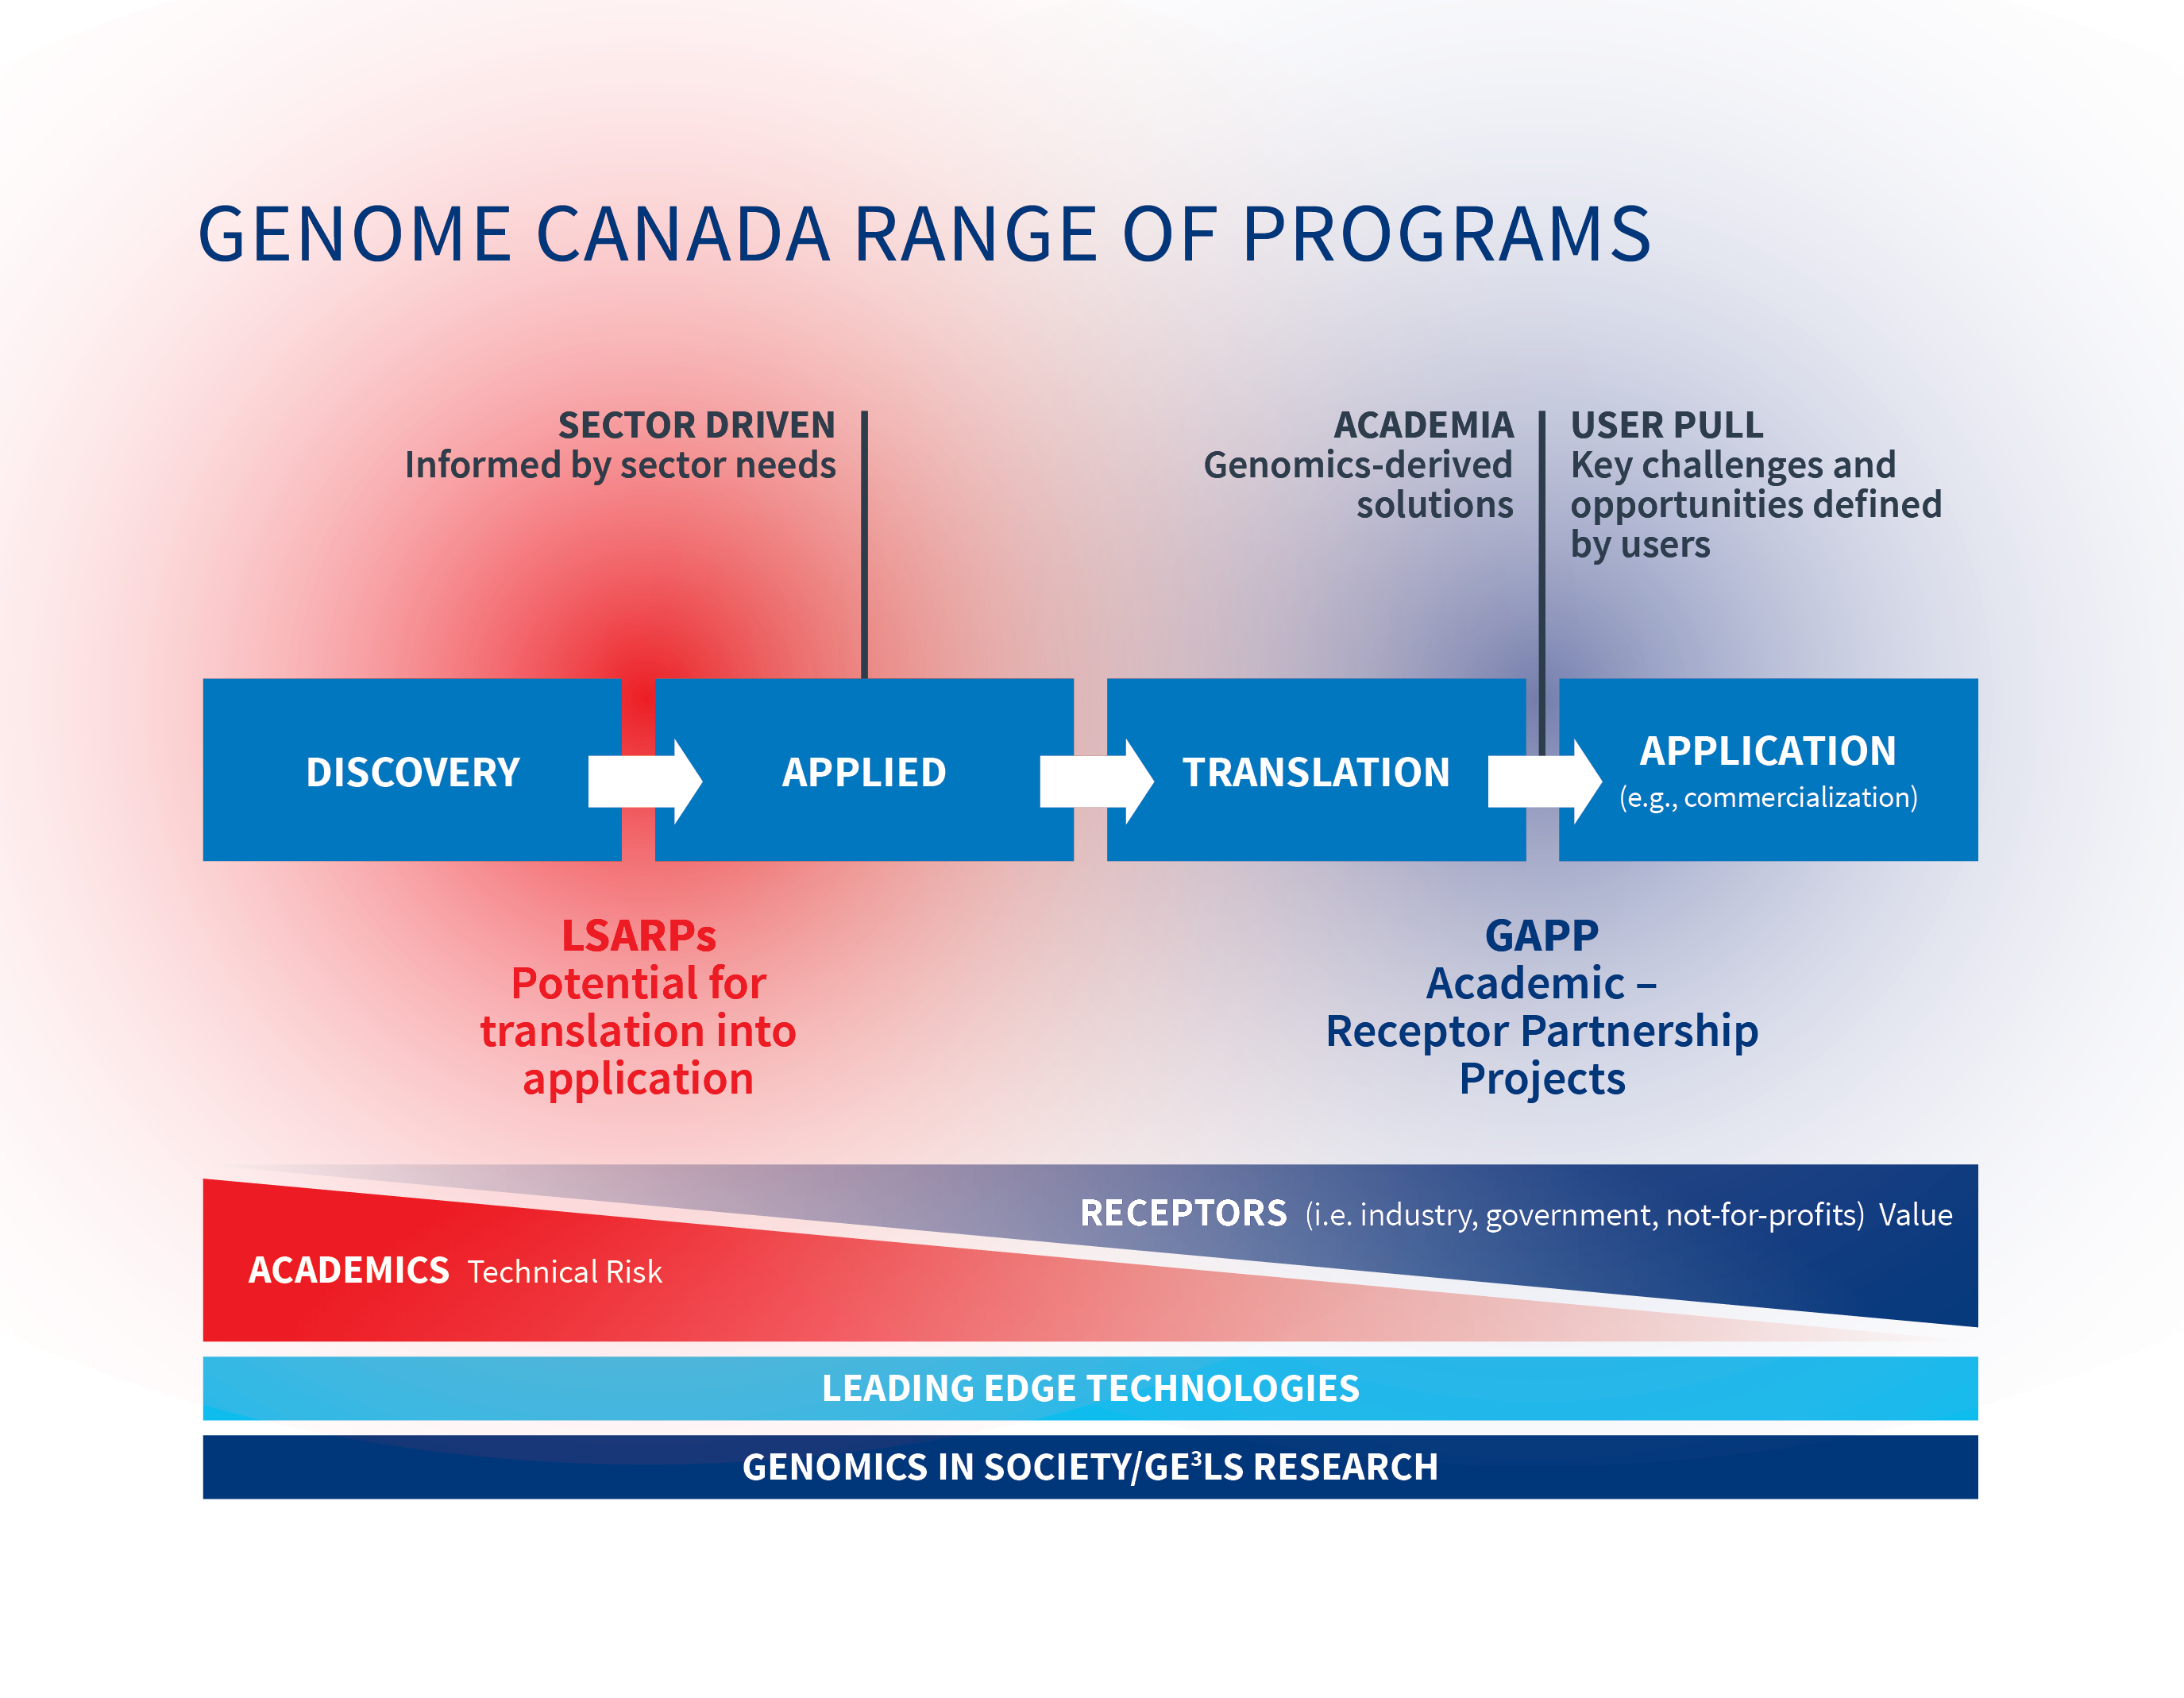 GENOME CANADA RANGE OF PROGRAMS
SECTOR DRIVEN
Informed by sector needs
ACADEMIA
Genomics-derived
solutions
USER PULL
Key challenges and
opportunities defined
by users
DISCOVERY
APPLIED
TRANSLATION
APPLICATION
(e.g., commercialization)
LSARPs
Potential for
translation into
application
GAPP
Academic –
Receptor Partnership
Projects
RECEPTORS (i.e. industry, government, not-for-profits) Value
ACADEMICS Technical Risk
LEADING EDGE TECHNOLOGIES
GENOMICS IN SOCIETY/GE³LS RESEARCH